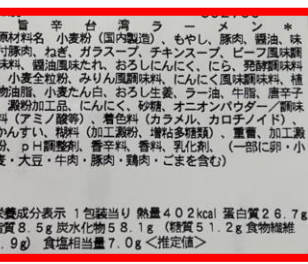 旨辛台湾ラーメン*
原材料名 小麦粉(国内製造)、もやし、豚肉、醤油、味
付豚肉、ねぎ、ガラスープ、チキンスープ、ビーフ風味調
味料、醤油風たれ、おろしにんにく、にら、発酵調味料
、小麦全粒粉、みりん風調味料、にんにく風味調味料、植
物油脂、小麦たん白、おろし生姜、ラー油、牛脂、唐辛子
、澱粉加工品、にんにく、砂糖、オニオンパウダー/調味
料(アミノ酸等)、着色料(カラメル、カロチノイド)、
かんすい、糊料(加工澱粉、増粘多糖類)、重曹、加工澱
粉、pH調整剤、香辛料、香料、乳化剤、(一部に卵・小
麦・大豆・牛肉・豚肉・鶏肉・ごまを含む)
栄養成分表示 1包装当り 熱量402kcal 蛋白質26.7g
脂質8.5g 炭水化物58.1g (糖質51.2g 食物繊維
.9g) 食塩相当量7.0g<推定値>